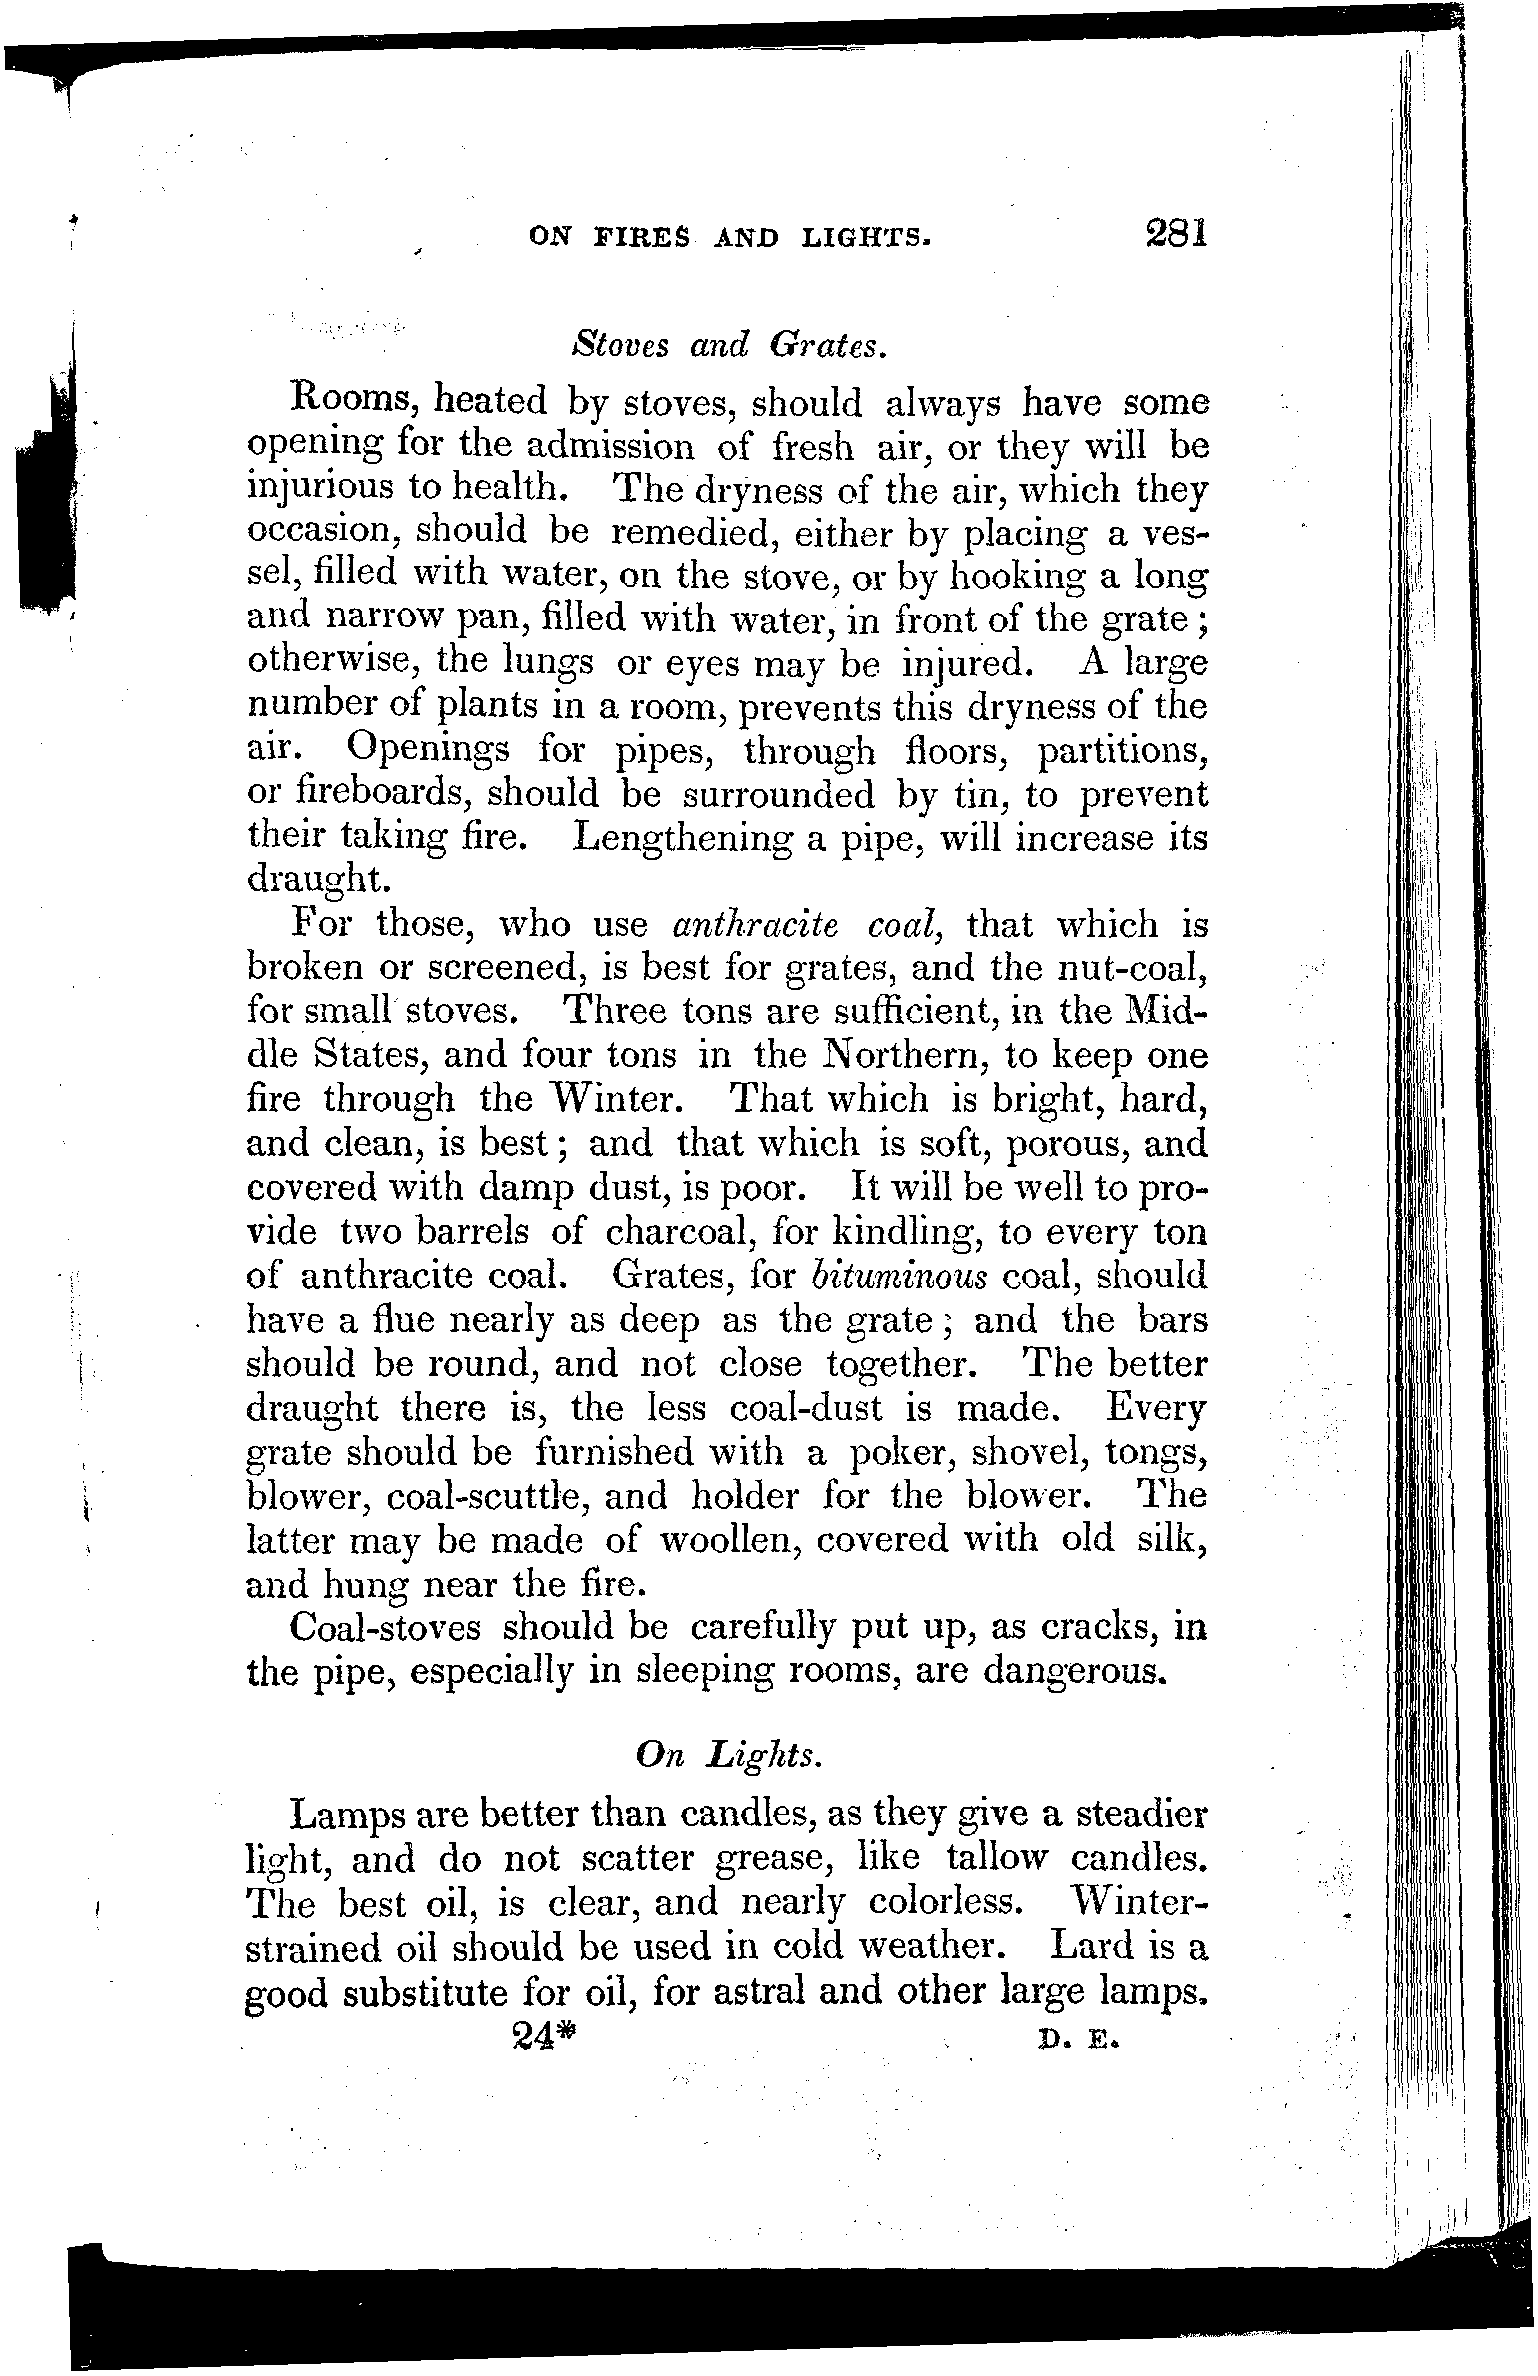 ON FIRES AND LIGHTS. 281
Stoves and Grates.
Rooms, heated by stoves, should always have some
opening for the admission of fresh air, or they will be
injurious to health. The dryness of the air, which they
occasion, should be remedied, either by placing a ves-
sel, filled with water, on the stove, or by hooking a long
and narrow pan, filled with water, in front of the grate;
otherwise, the lungs or eyes may be injured. A large
number of plants in a room, prevents this dryness of the
air. Openings for pipes, through floors, partitions,
or fireboards, should be surrounded by tin, to prevent
their taking fire. Lengthening a pipe, will increase its
draught.
For those, who use anthracite coal, that which is
broken or screened, is best for grates, and the nut-coal,
for small stoves. Three tons are sufficient, in the Mid-
dle States, and four tons in the Northern, to keep one
fire through the Winter. That which is bright, hard,
and clean, is best; and that which is soft, porous, and
covered with damp dust, is poor. It will be well to pro-
vide two barrels of charcoal, for kindling, to every ton
of anthracite coal. Grates, for bituminous coal, should
have a flue nearly as deep as the grate; and the bars
should be round, and not close together. The better
draught there is, the less coal-dust is made. Every
grate should be furnished with a poker, shovel, tongs,
blower, coal-scuttle, and holder for the blower. The
latter may be made of woollen, covered with old silk,
and hung near the fire.
Coal-stoves should be carefully put up, as cracks, in
the pipe, especially in sleeping rooms, are dangerous.
On Lights.
Lamps are better than candles, as they give a steadier
light, and do not scatter grease, like tallow candles.
The best oil, is clear, and nearly colorless. Winter-
strained oil should be used in cold weather. Lard is a
good substitute for oil, for astral and other large lamps.
24* D. E.